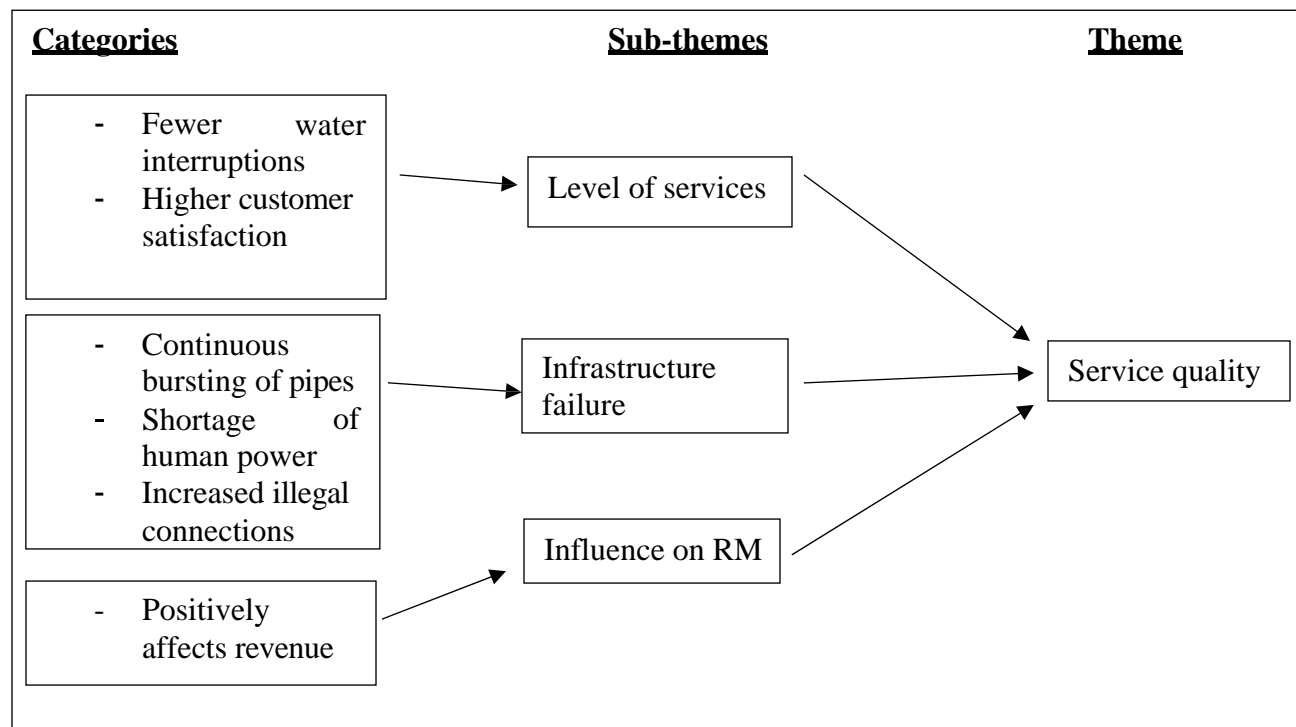 Categories
Sub-themes
Theme
- Fewer water
interruptions
- Higher customer
satisfaction
Level of services
- Continuous
bursting of pipes
- Shortage of
human power
- Increased illegal
connections
Infrastructure
failure
Service quality
Influence on RM
- Positively
affects revenue